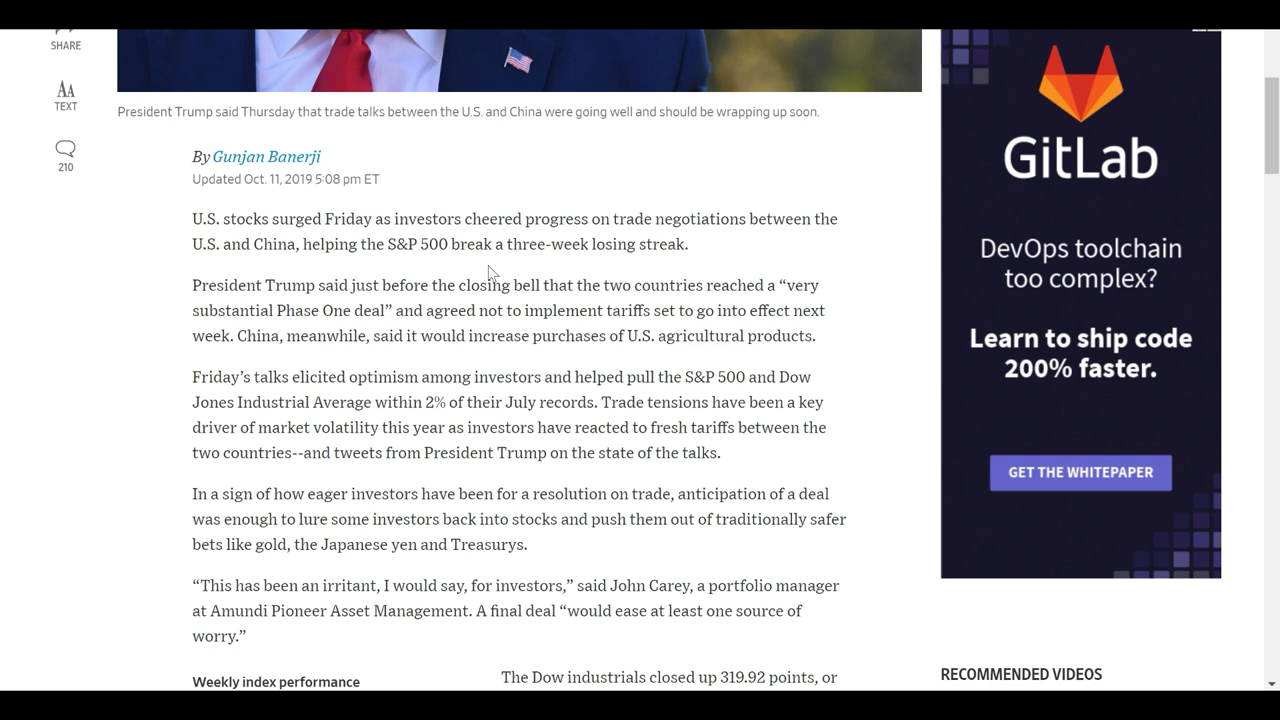 SHARE
AA
TEXT
210
President Trump said Thursday that trade talks between the U.S. and China were going well and should be wrapping up soon.
By Gunjan Banerji
Updated Oct. 11, 2019 5:08 pm ET
U.S. stocks surged Friday as investors cheered progress on trade negotiations between the
U.S. and China, helping the S&P 500 break a three-week losing streak.
President Trump said just before the closing bell that the two countries reached a “very
substantial Phase One deal” and agreed not to implement tariffs set to go into effect next
week. China, meanwhile, said it would increase purchases of U.S. agricultural products.
Friday’s talks elicited optimism among investors and helped pull the S&P 500 and Dow
Jones Industrial Average within 2% of their July records. Trade tensions have been a key
driver of market volatility this year as investors have reacted to fresh tariffs between the
two countries--and tweets from President Trump on the state of the talks.
In a sign of how eager investors have been for a resolution on trade, anticipation of a deal
was enough to lure some investors back into stocks and push them out of traditionally safer
bets like gold, the Japanese yen and Treasurys.
“This has been an irritant, I would say, for investors,” said John Carey, a portfolio manager
at Amundi Pioneer Asset Management. A final deal “would ease at least one source of
worry.”
Weekly index performance
The Dow industrials closed up 319.92 points, or
GitLab
DevOps toolchain
too complex?
Learn to ship code
200% faster.
GET THE WHITEPAPER
RECOMMENDED VIDEOS